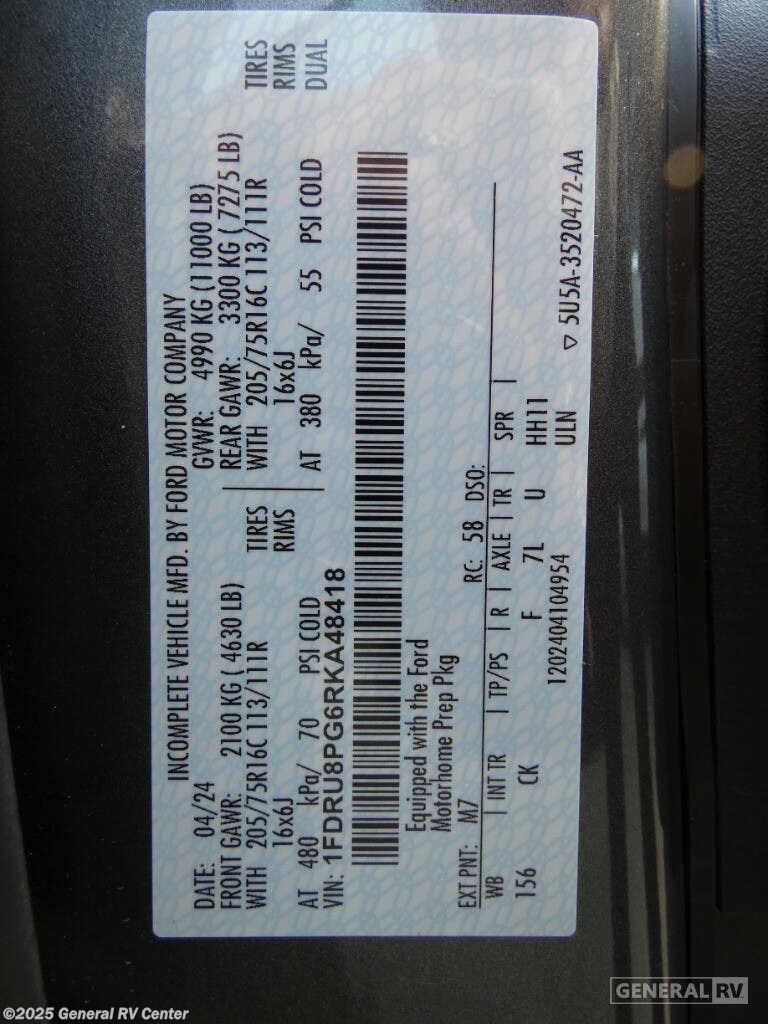 INCOMPLETE VEHICLE MFD. BY FORD MOTOR COMPANY
DATE: 04/24 GVWR: 4990 KG (11000 LB)
FRONT GAWR: 2100 KG ( 4630 LB) REAR GAWR: 3300 KG ( 7275 LB)
WITH 205/75R16C 113/111R TIRES WITH 205/75R16C 113/111R TIRES
16x6J RIMS 16x6J RIMS
AT 480 kPa/ 70 PSI COLD AT 380 kPa/ 55 PSI COLD DUAL
VIN: 1FDRU8PG6RKA48418
Equipped with the Ford
Motorhome Prep Pkg
EXT PNT: M7 RC: 58 DSO:
WB | INT TR | TP/PS | R | AXLE | TR | SPR |
156 CK F 7L U HH11
1202404104954 ULN
▽ 5U5A-3520472-AA
GENERAL RV
©2025 General RV Center